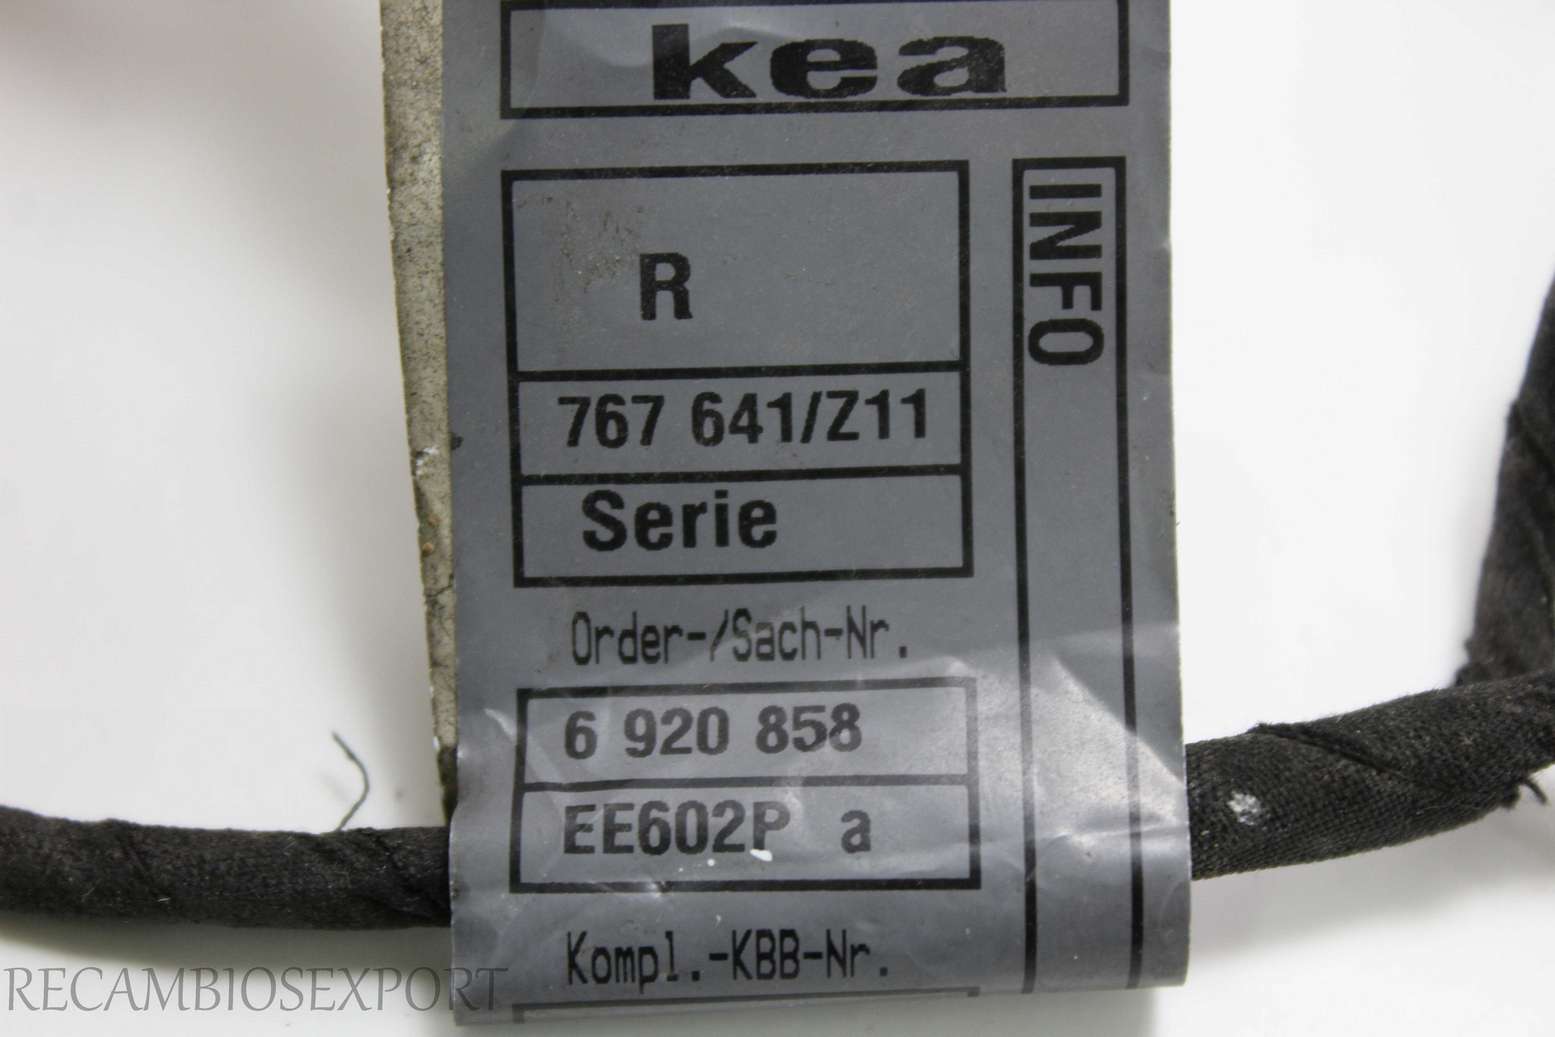 kea
INFO
R
767 641/Z11
Serie
Order-/Sach-Nr.
6 920 858
EE602P a
Kompl.-KBB-Nr.
RECAMBIOSEXPORT